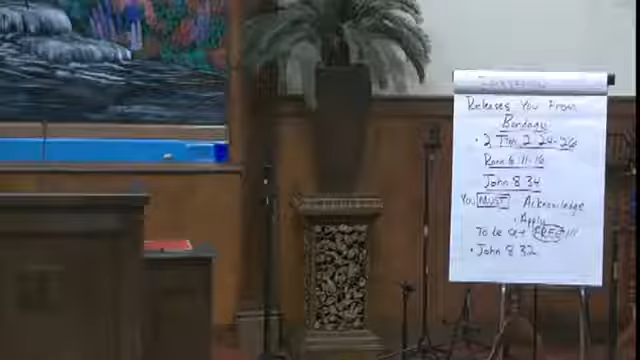 Releases You From
Bondage
• 2 Tim 2 24-26
Rom 6 11-16
John 8 34
You MUST Acknowledge
• Apply
To be set FREE!!!
• John 8 32